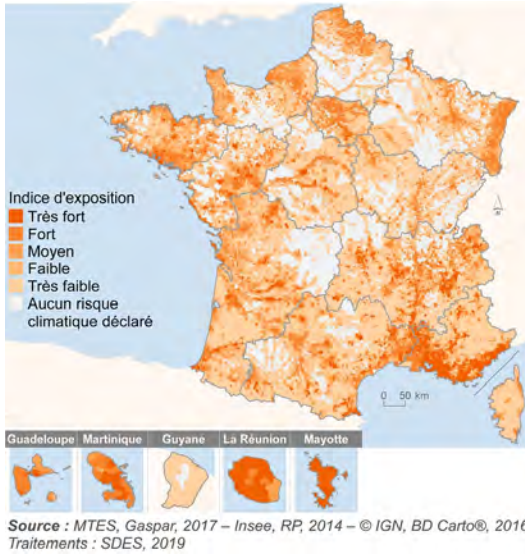 Indice d'exposition
Très fort
Fort
Moyen
Faible
Très faible
Aucun risque
climatique déclaré
0 50 km
Guadeloupe Martinique Guyane La Réunion Mayotte
Source : MTES, Gaspar, 2017 – Insee, RP, 2014 – © IGN, BD Carto®, 2016
Traitements : SDES, 2019